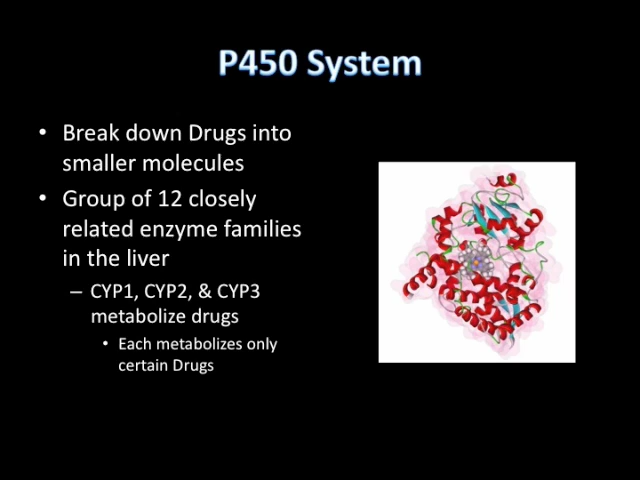 P450 System
• Break down Drugs into
smaller molecules
• Group of 12 closely
related enzyme families
in the liver
– CYP1, CYP2, & CYP3
metabolize drugs
• Each metabolizes only
certain Drugs